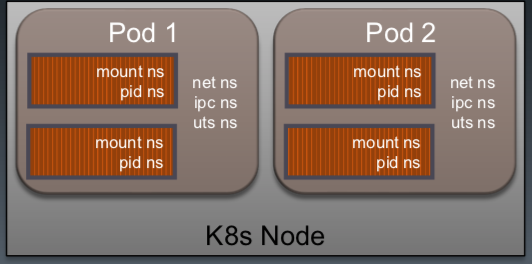 Pod 1
mount ns
pid ns
net ns
ipc ns
uts ns
mount ns
pid ns
Pod 2
mount ns
pid ns
net ns
ipc ns
uts ns
mount ns
pid ns
K8s Node